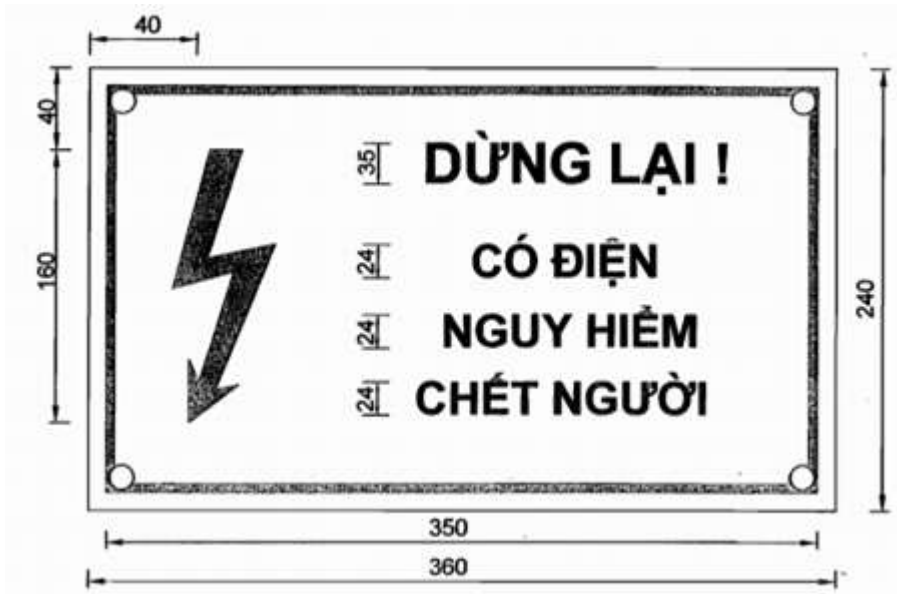 40
40
35
DỪNG LẠI !
160
24
CÓ ĐIỆN
240
24
NGUY HIỂM
24
CHẾT NGƯỜI
350
360